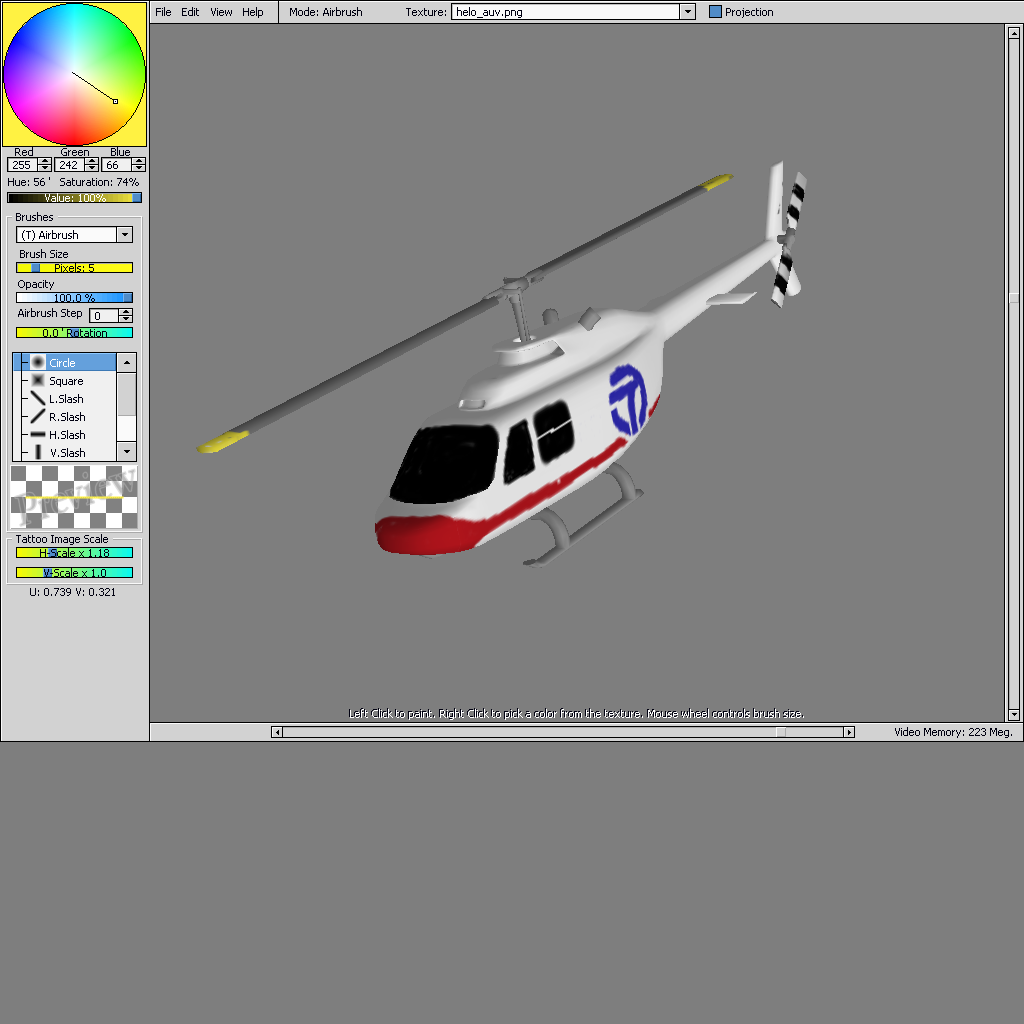 File Edit View Help Mode: Airbrush Texture: helo_auv.png Projection
Red Green Blue
255 242 66
Hue: 56 ' Saturation: 74%
Value: 100%
Brushes
(T) Airbrush
Brush Size
Pixels: 5
Opacity
100.0 %
Airbrush Step 0
0.0 ' Rotation
Circle
Square
L.Slash
R.Slash
H.Slash
V.Slash
Preview
Tattoo Image Scale
H-Scale x 1.18
V-Scale x 1.0
U: 0.739 V: 0.321
Left Click to paint. Right Click to pick a color from the texture. Mouse wheel controls brush size.
Video Memory: 223 Meg.